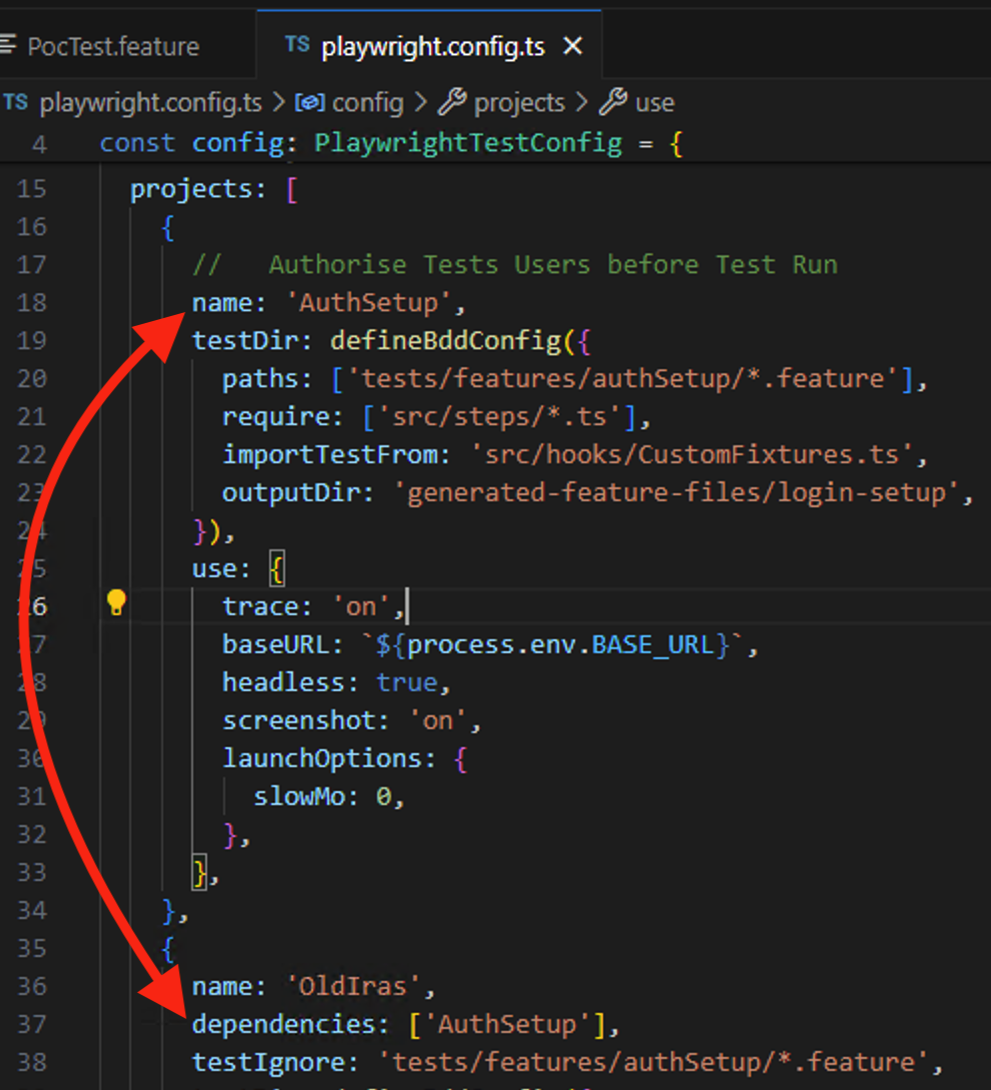 PocTest.feature
TS playwright.config.ts ×
TS playwright.config.ts > config > projects > use
4 const config: PlaywrightTestConfig = {
15 projects: [
16 {
17 //   Authorise Tests Users before Test Run
18 name: 'AuthSetup',
19 testDir: defineBddConfig({
20 paths: ['tests/features/authSetup/*.feature'],
21 require: ['src/steps/*.ts'],
22 importTestFrom: 'src/hooks/CustomFixtures.ts',
23 outputDir: 'generated-feature-files/login-setup',
24 }),
25 use: {
26 trace: 'on',
27 baseURL: `${process.env.BASE_URL}`,
28 headless: true,
29 screenshot: 'on',
30 launchOptions: {
31 slowMo: 0,
32 },
33 },
34 },
35 {
36 name: 'OldIras',
37 dependencies: ['AuthSetup'],
38 testIgnore: 'tests/features/authSetup/*.feature',